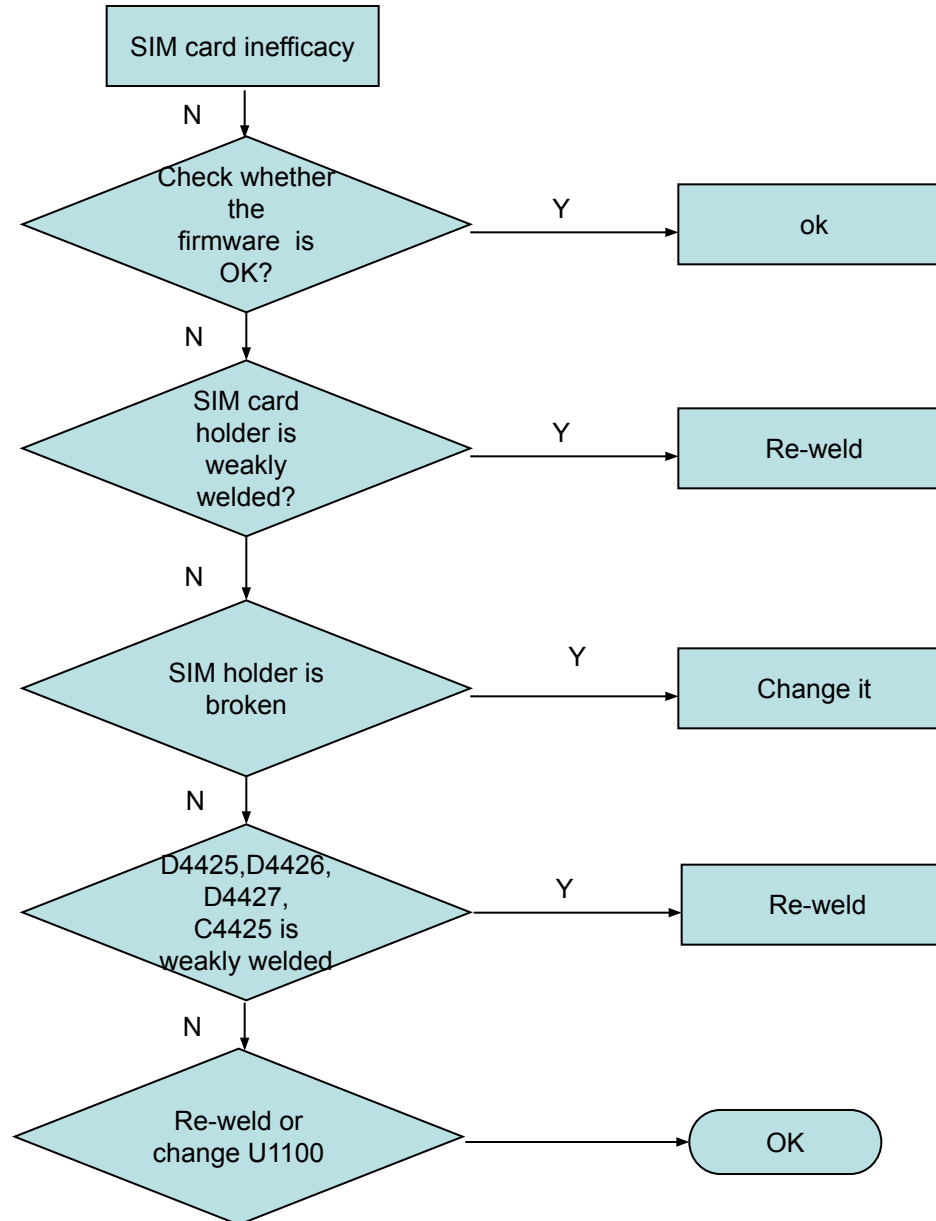 SIM card inefficacy
N
Check whether
the
firmware is
OK?
Y
ok
N
SIM card
holder is
weakly
welded?
Y
Re-weld
N
SIM holder is
broken
Y
Change it
N
D4425,D4426,
D4427,
C4425 is
weakly welded
Y
Re-weld
N
Re-weld or
change U1100
OK